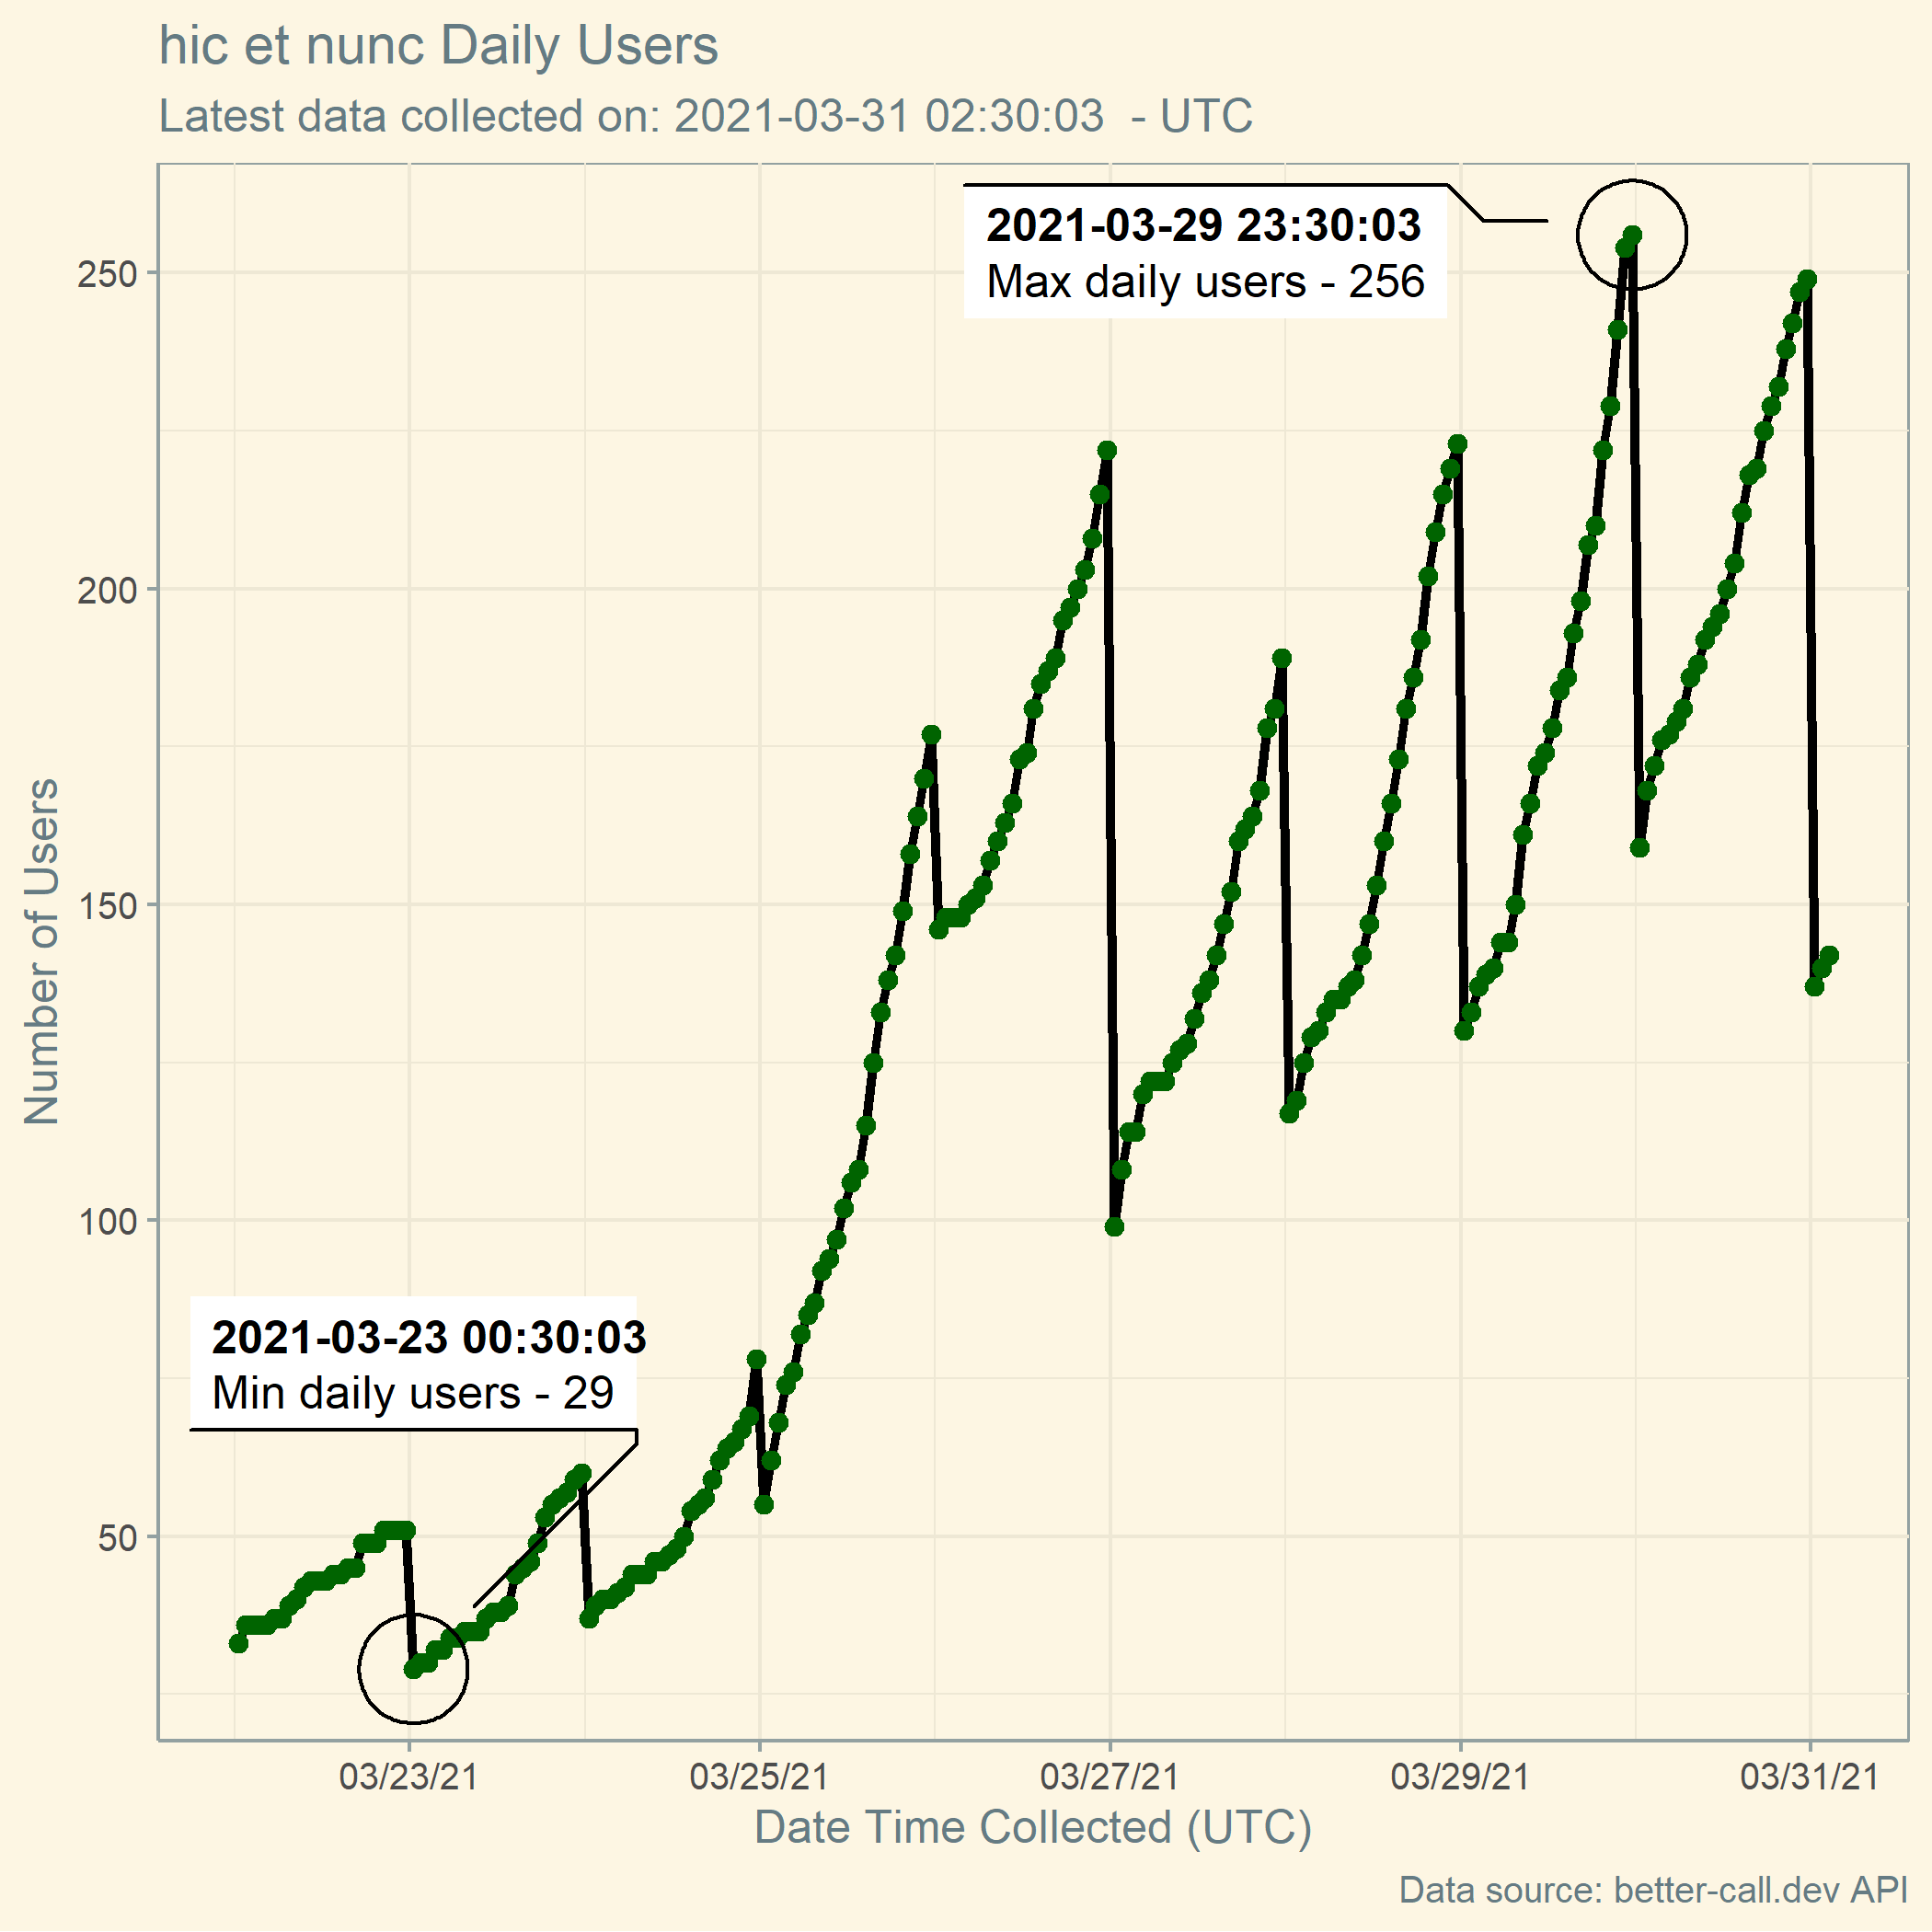 hic et nunc Daily Users
Latest data collected on: 2021-03-31 02:30:03  - UTC
2021-03-29 23:30:03
Max daily users - 256
250
200
150
100
50
Number of Users
2021-03-23 00:30:03
Min daily users - 29
03/23/21
03/25/21
03/27/21
03/29/21
03/31/21
Date Time Collected (UTC)
Data source: better-call.dev API